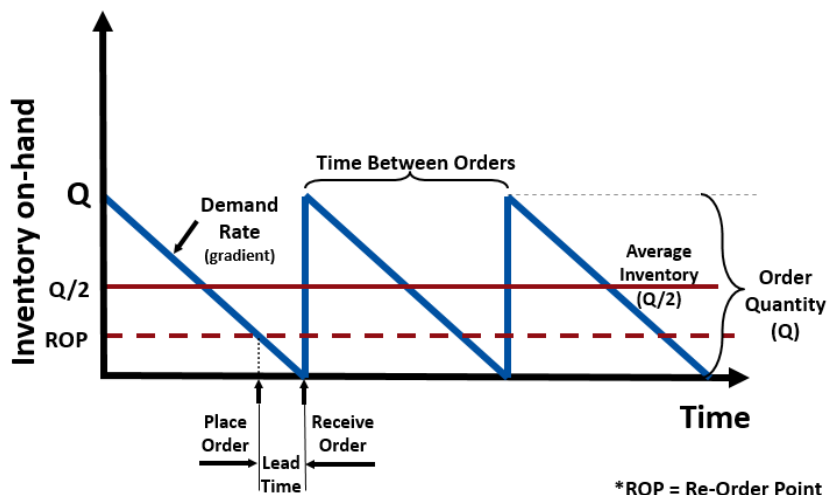 Inventory on-hand
Time Between Orders
Q
Demand
Rate
(gradient)
Average
Inventory
(Q/2)
Order
Quantity
(Q)
Q/2
ROP
Time
Place
Order
Receive
Order
Lead
Time
*ROP = Re-Order Point